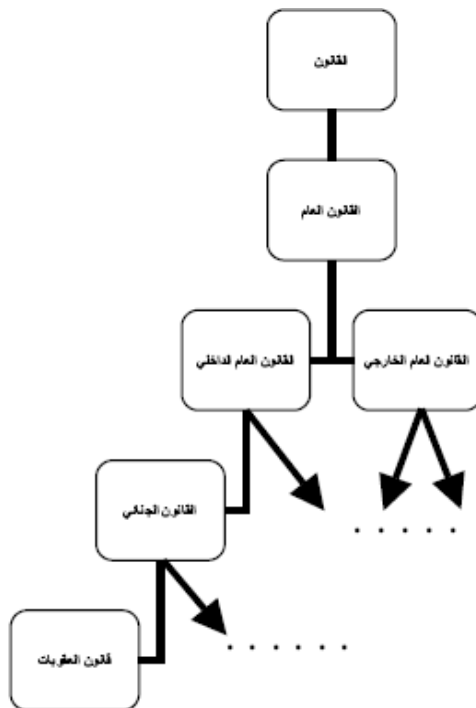 القانون
القانون العام
القانون العام الخارجي
القانون العام الداخلي
. . . . .
القانون الجنائي
. . . . . .
قانون العقوبات